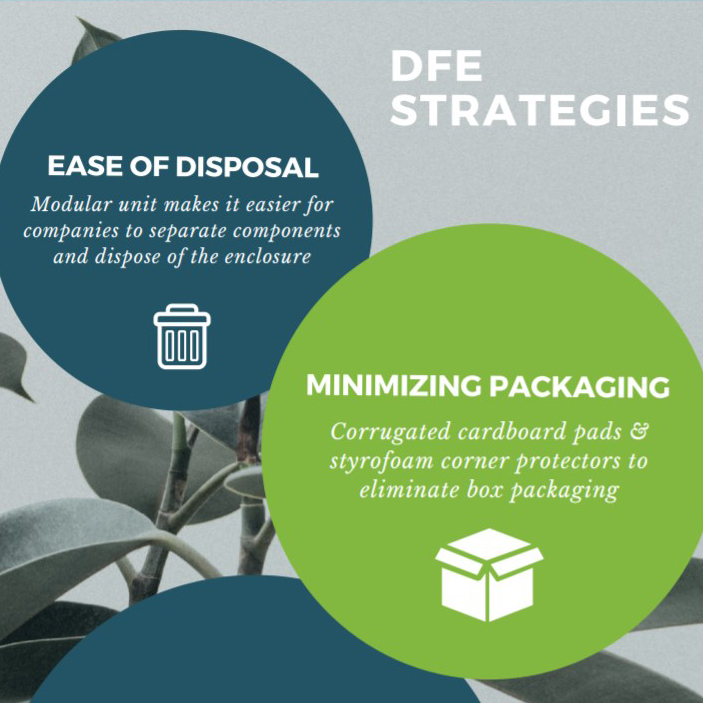 DFE
STRATEGIES
EASE OF DISPOSAL
Modular unit makes it easier for
companies to separate components
and dispose of the enclosure
MINIMIZING PACKAGING
Corrugated cardboard pads &
styrofoam corner protectors to
eliminate box packaging